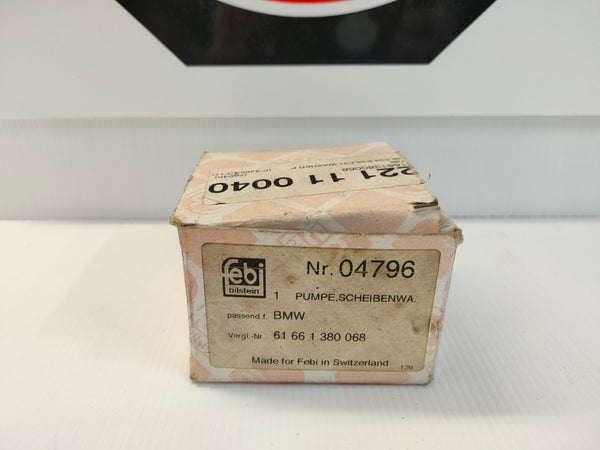 221 11 0040
febi
bilstein
Nr. 04796
1 PUMPE,SCHEIBENWA.
passend f. BMW
Vergl.-Nr. 61 66 1 380 068
Made for Febi in Switzerland
129